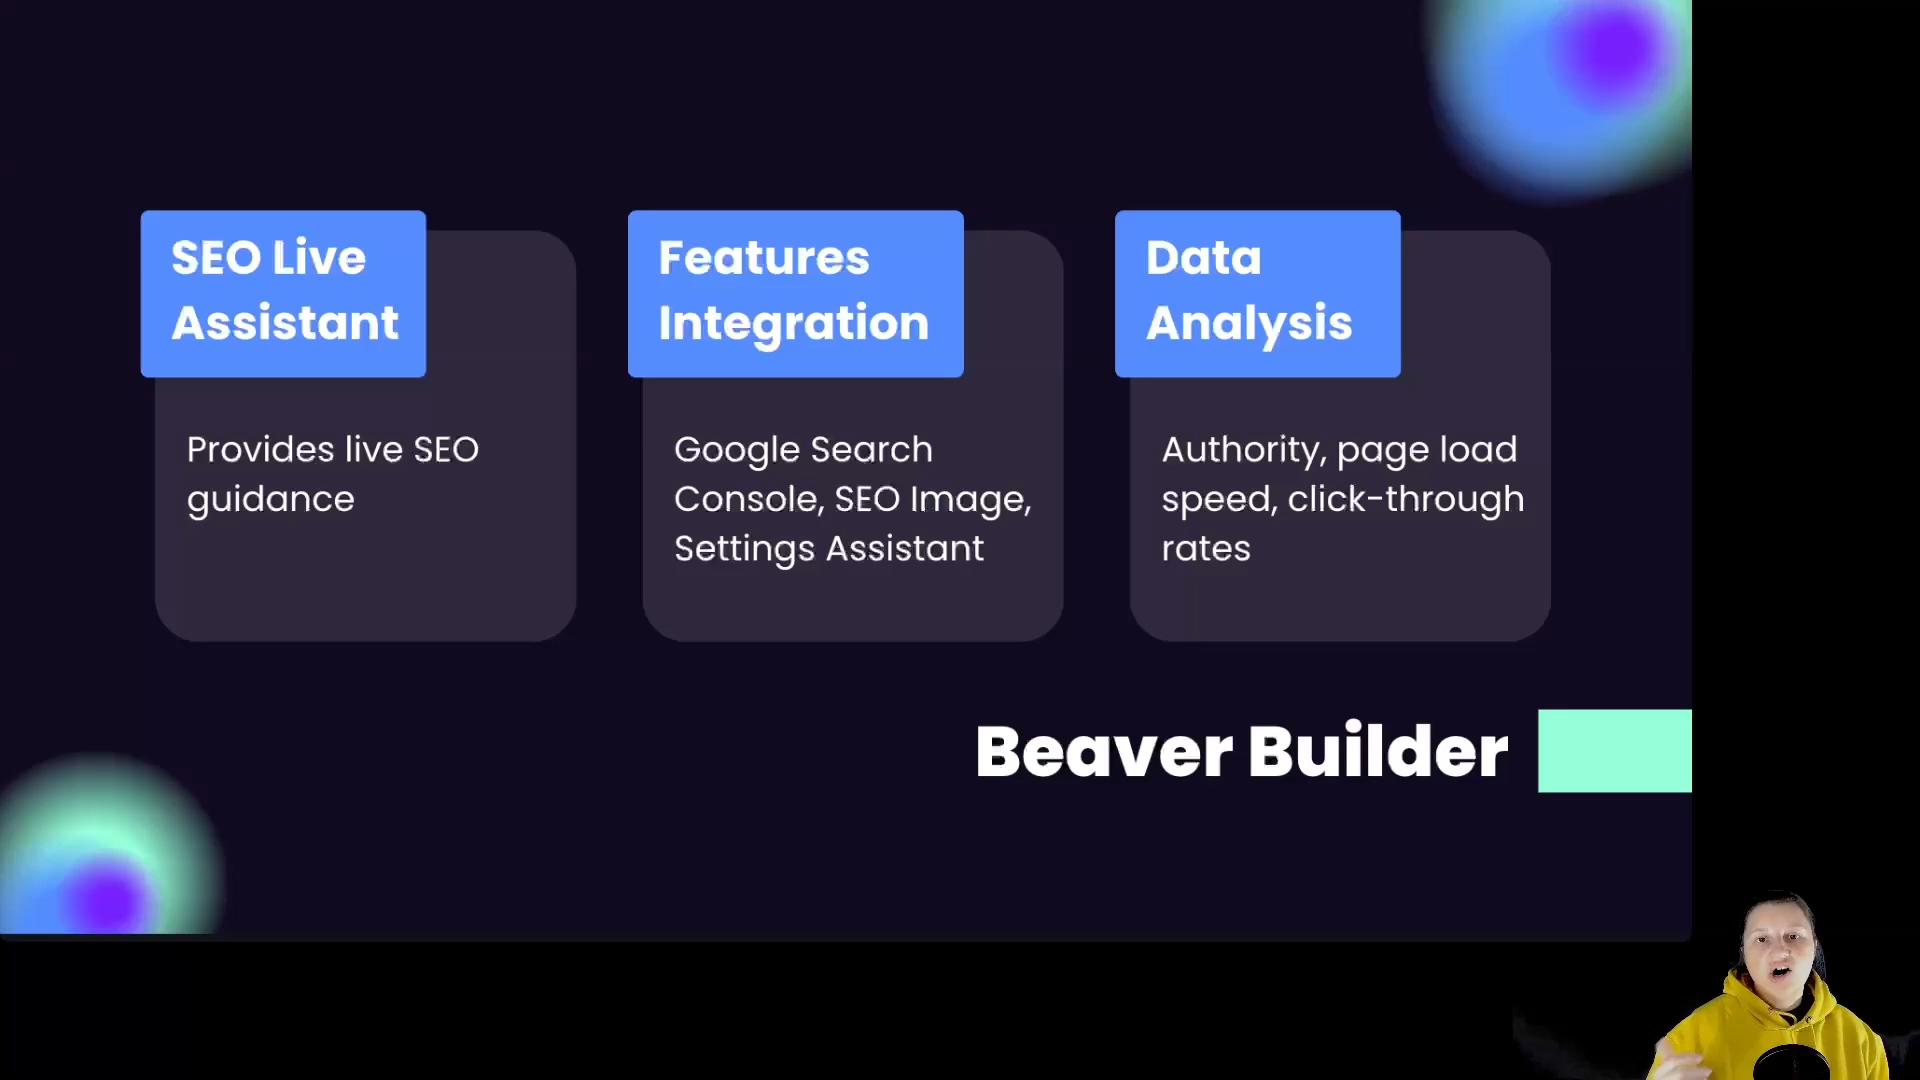 SEO Live
Assistant
Provides live SEO
guidance
Features
Integration
Google Search
Console, SEO Image,
Settings Assistant
Data
Analysis
Authority, page load
speed, click-through
rates
Beaver Builder